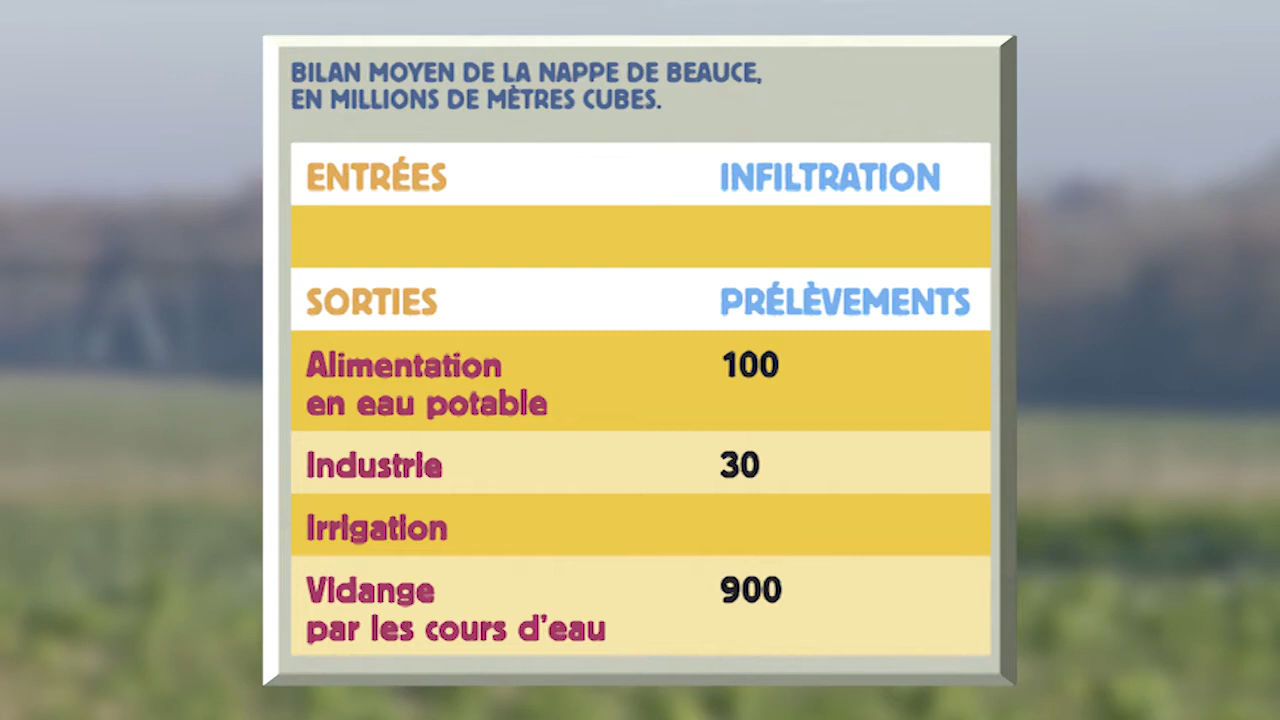 BILAN MOYEN DE LA NAPPE DE BEAUCE,
EN MILLIONS DE MÈTRES CUBES.
ENTRÉES INFILTRATION
SORTIES PRÉLÈVEMENTS
Alimentation 100
en eau potable
Industrie 30
Irrigation
Vidange 900
par les cours d'eau